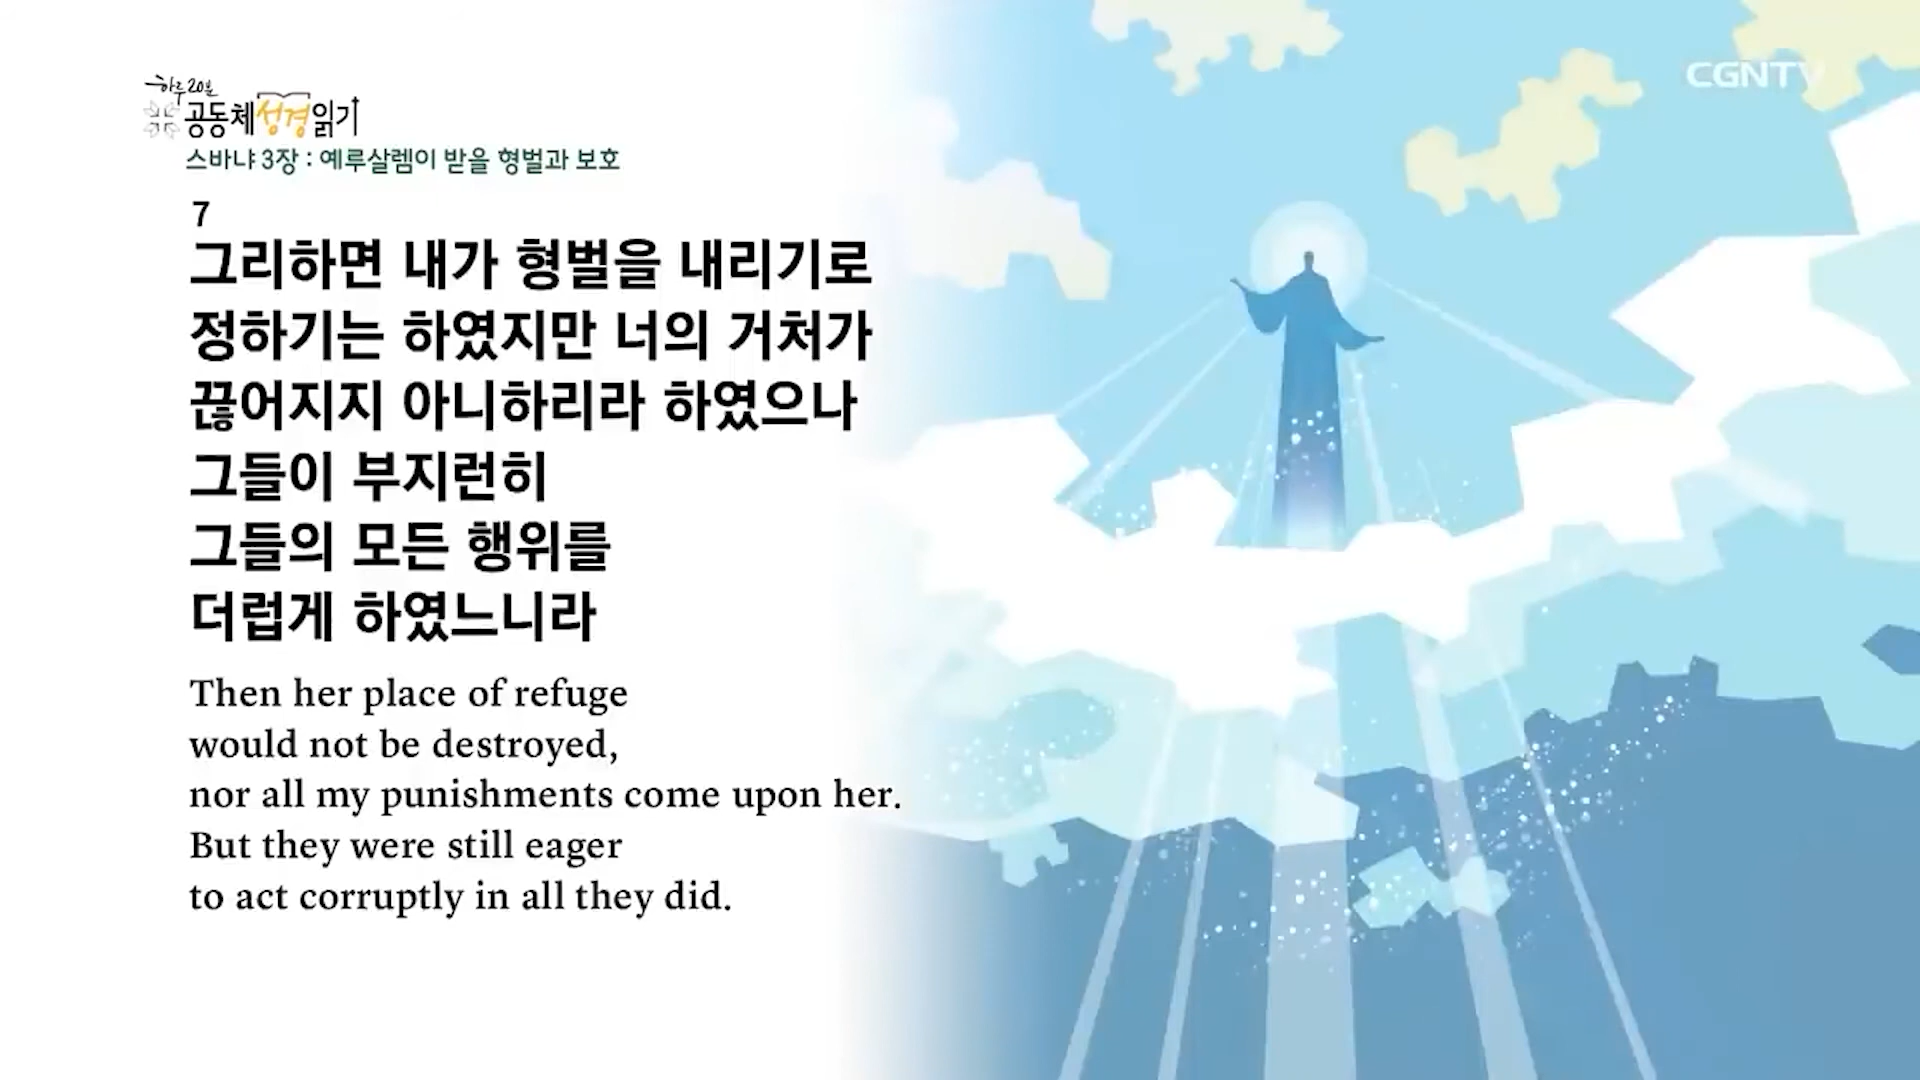 하루 20분
공동체성경읽기
CGNTV
스바냐 3장 : 예루살렘이 받을 형벌과 보호
7
그리하면 내가 형벌을 내리기로
정하기는 하였지만 너의 거처가
끊어지지 아니하리라 하였으나
그들이 부지런히
그들의 모든 행위를
더럽게 하였느니라
Then her place of refuge
would not be destroyed,
nor all my punishments come upon her.
But they were still eager
to act corruptly in all they did.